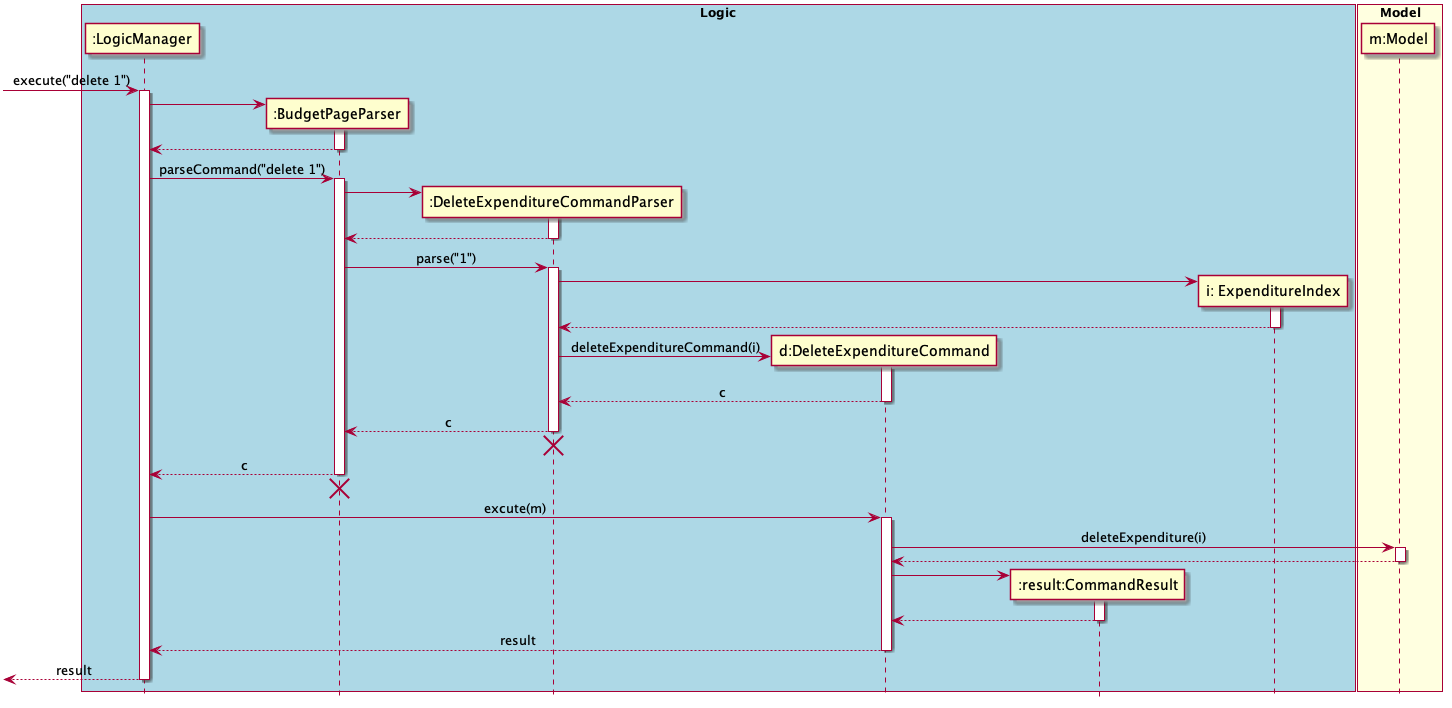 Logic
Model
:LogicManager
m:Model
execute("delete 1")
:BudgetPageParser
parseCommand("delete 1")
:DeleteExpenditureCommandParser
parse("1")
i: ExpenditureIndex
deleteExpenditureCommand(i)
d:DeleteExpenditureCommand
c
c
c
excute(m)
deleteExpenditure(i)
:result:CommandResult
result
result